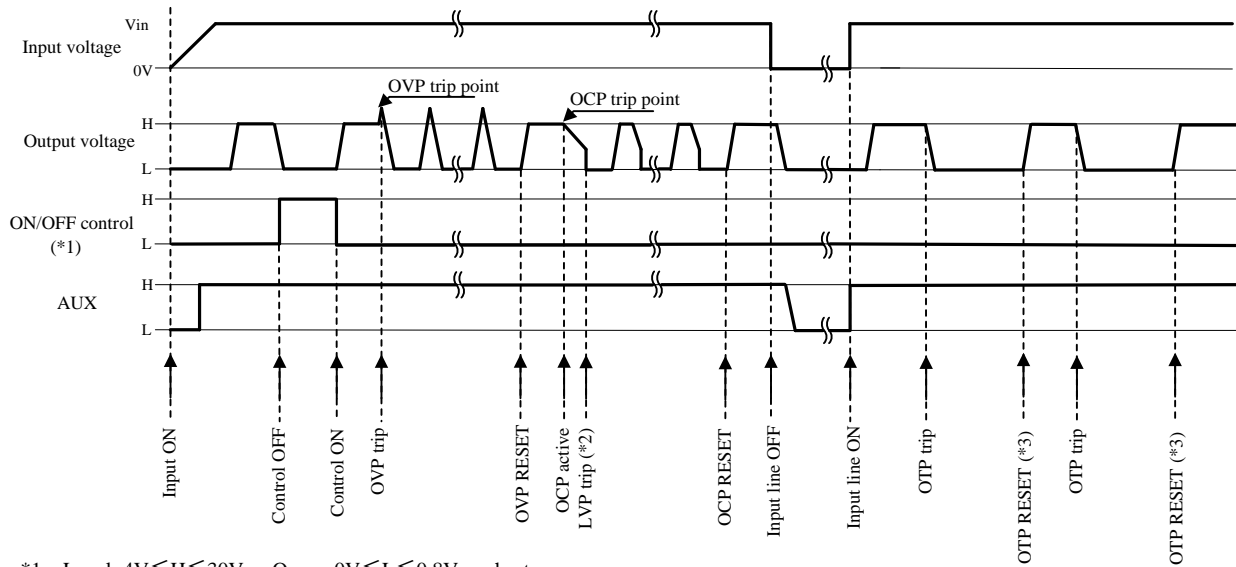 Vin
Input voltage
0V
OVP trip point
OCP trip point
H
Output voltage
L
H
ON/OFF control
(*1)
L
H
AUX
L
Input ON
Control OFF
Control ON
OVP trip
OVP RESET
OCP active
LVP trip (*2)
OCP RESET
Input line OFF
Input line ON
OTP trip
OTP RESET (*3)
OTP trip
OTP RESET (*3)